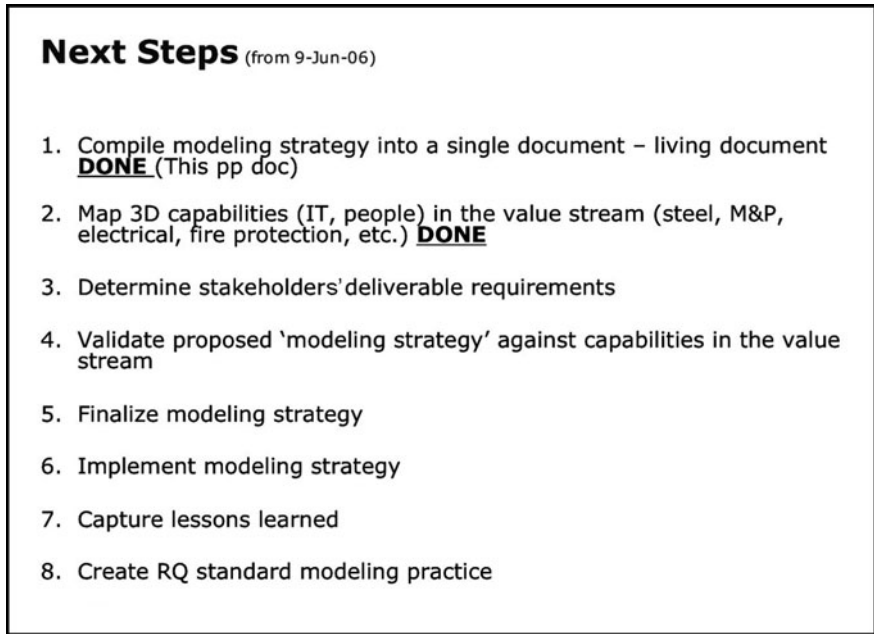 Next Steps (from 9-Jun-06)
1. Compile modeling strategy into a single document – living document
DONE (This pp doc)
2. Map 3D capabilities (IT, people) in the value stream (steel, M&P,
electrical, fire protection, etc.) DONE
3. Determine stakeholders’ deliverable requirements
4. Validate proposed ‘modeling strategy’ against capabilities in the value
stream
5. Finalize modeling strategy
6. Implement modeling strategy
7. Capture lessons learned
8. Create RQ standard modeling practice